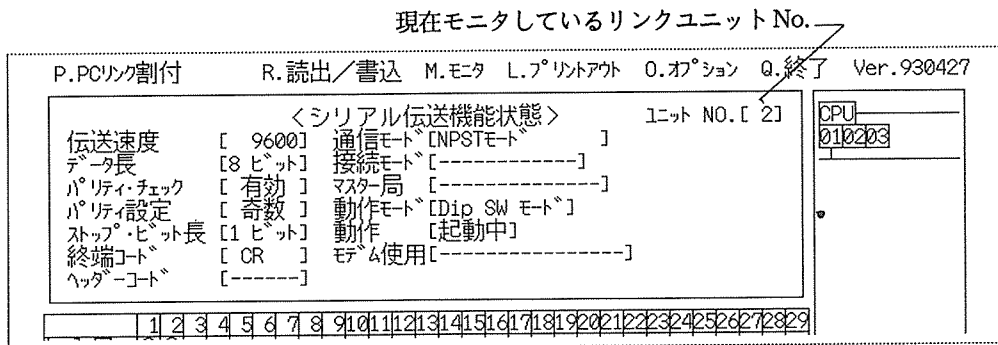 現在モニタしているリンクユニット No.
P.PCﾘﾝｸ割付 R.読出／書込 M.ﾓﾆﾀ L.ﾌﾟﾘﾝﾄｱｳﾄ O.ｵﾌﾟｼｮﾝ Q.終了 Ver.930427
＜シリアル伝送機能状態＞ ﾕﾆｯﾄ NO.[ 2]
伝送速度 [ 9600] 通信ﾓｰﾄﾞ[NPSTﾓｰﾄﾞ ]
ﾃﾞｰﾀ長 [8 ﾋﾞｯﾄ] 接続ﾓｰﾄﾞ[-------------]
ﾊﾟﾘﾃｨ･ﾁｪｯｸ [ 有効 ] ﾏｽﾀｰ局 [---------------]
ﾊﾟﾘﾃｨ設定 [ 奇数 ] 動作ﾓｰﾄﾞ[Dip SW ﾓｰﾄﾞ]
ｽﾄｯﾌﾟ･ﾋﾞｯﾄ長[1 ﾋﾞｯﾄ] 動作 [起動中]
終端ｺｰﾄﾞ [ CR ] ﾓﾃﾞﾑ使用[-----------------]
ﾍｯﾀﾞｰｺｰﾄﾞ [------]
CPU
01 02 03
1 2 3 4 5 6 7 8 9 10 11 12 13 14 15 16 17 18 19 20 21 22 23 24 25 26 27 28 29